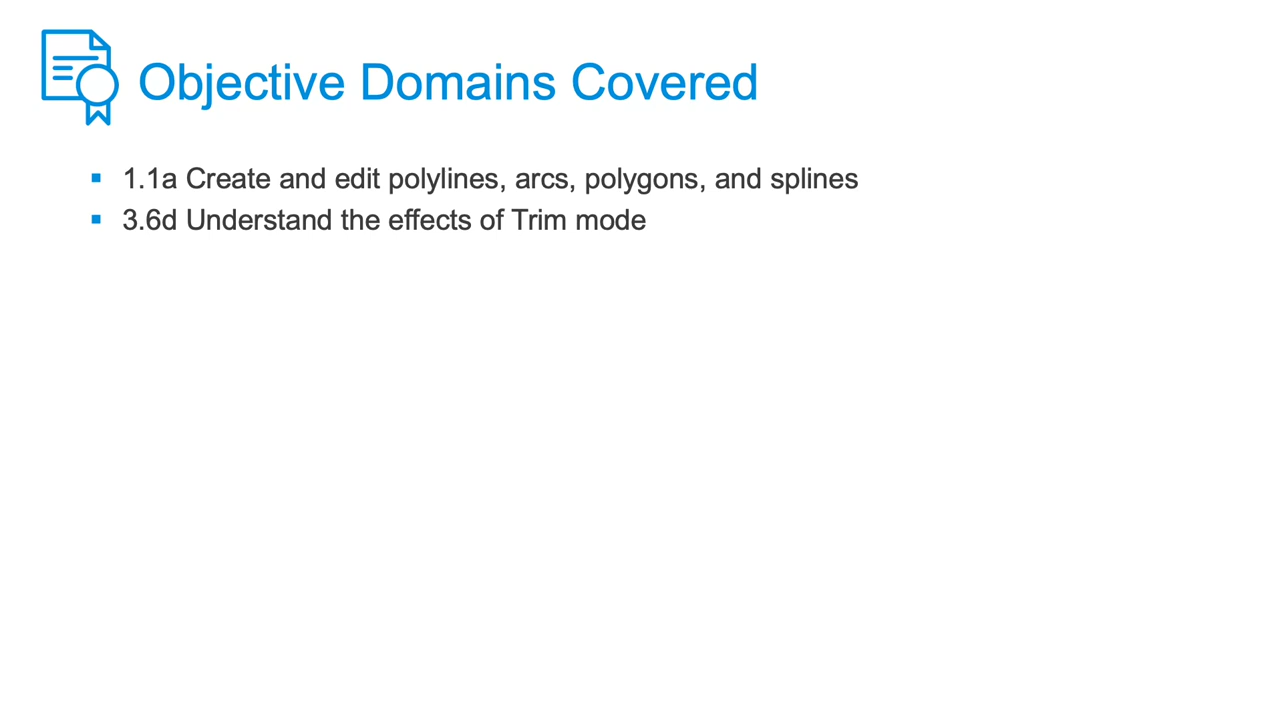 Objective Domains Covered
1.1a Create and edit polylines, arcs, polygons, and splines
3.6d Understand the effects of Trim mode